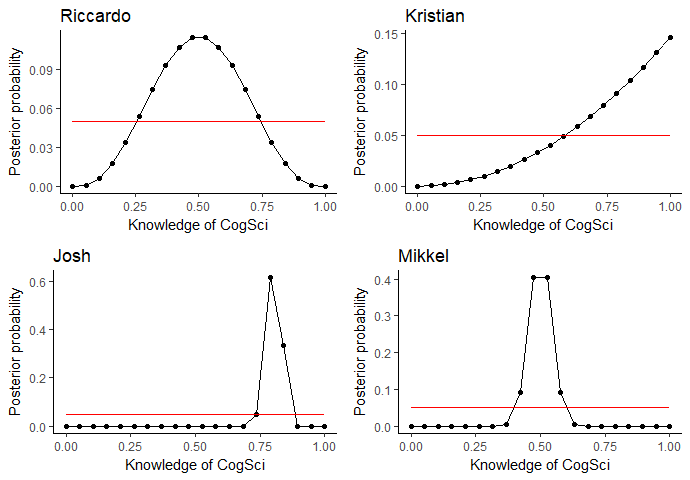 Riccardo
Posterior probability
0.09
0.06
0.03
0.00
0.00 0.25 0.50 0.75 1.00
Knowledge of CogSci
Kristian
Posterior probability
0.15
0.10
0.05
0.00
0.00 0.25 0.50 0.75 1.00
Knowledge of CogSci
Josh
Posterior probability
0.6
0.4
0.2
0.0
0.00 0.25 0.50 0.75 1.00
Knowledge of CogSci
Mikkel
Posterior probability
0.4
0.3
0.2
0.1
0.0
0.00 0.25 0.50 0.75 1.00
Knowledge of CogSci